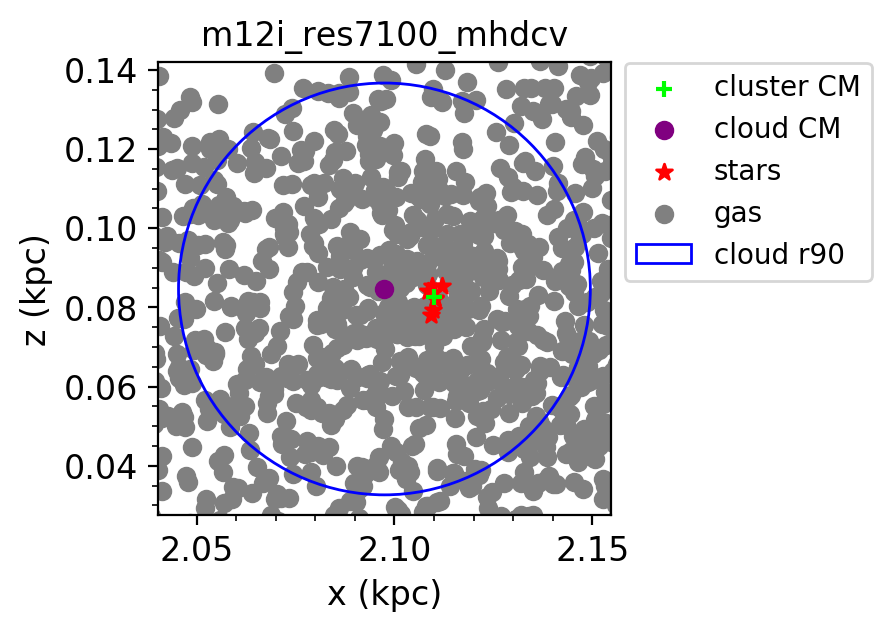 m12i_res7100_mhdcv
0.14
0.12
0.10
0.08
0.06
0.04
z (kpc)
2.05
2.10
2.15
x (kpc)
cluster CM
cloud CM
stars
gas
cloud r90